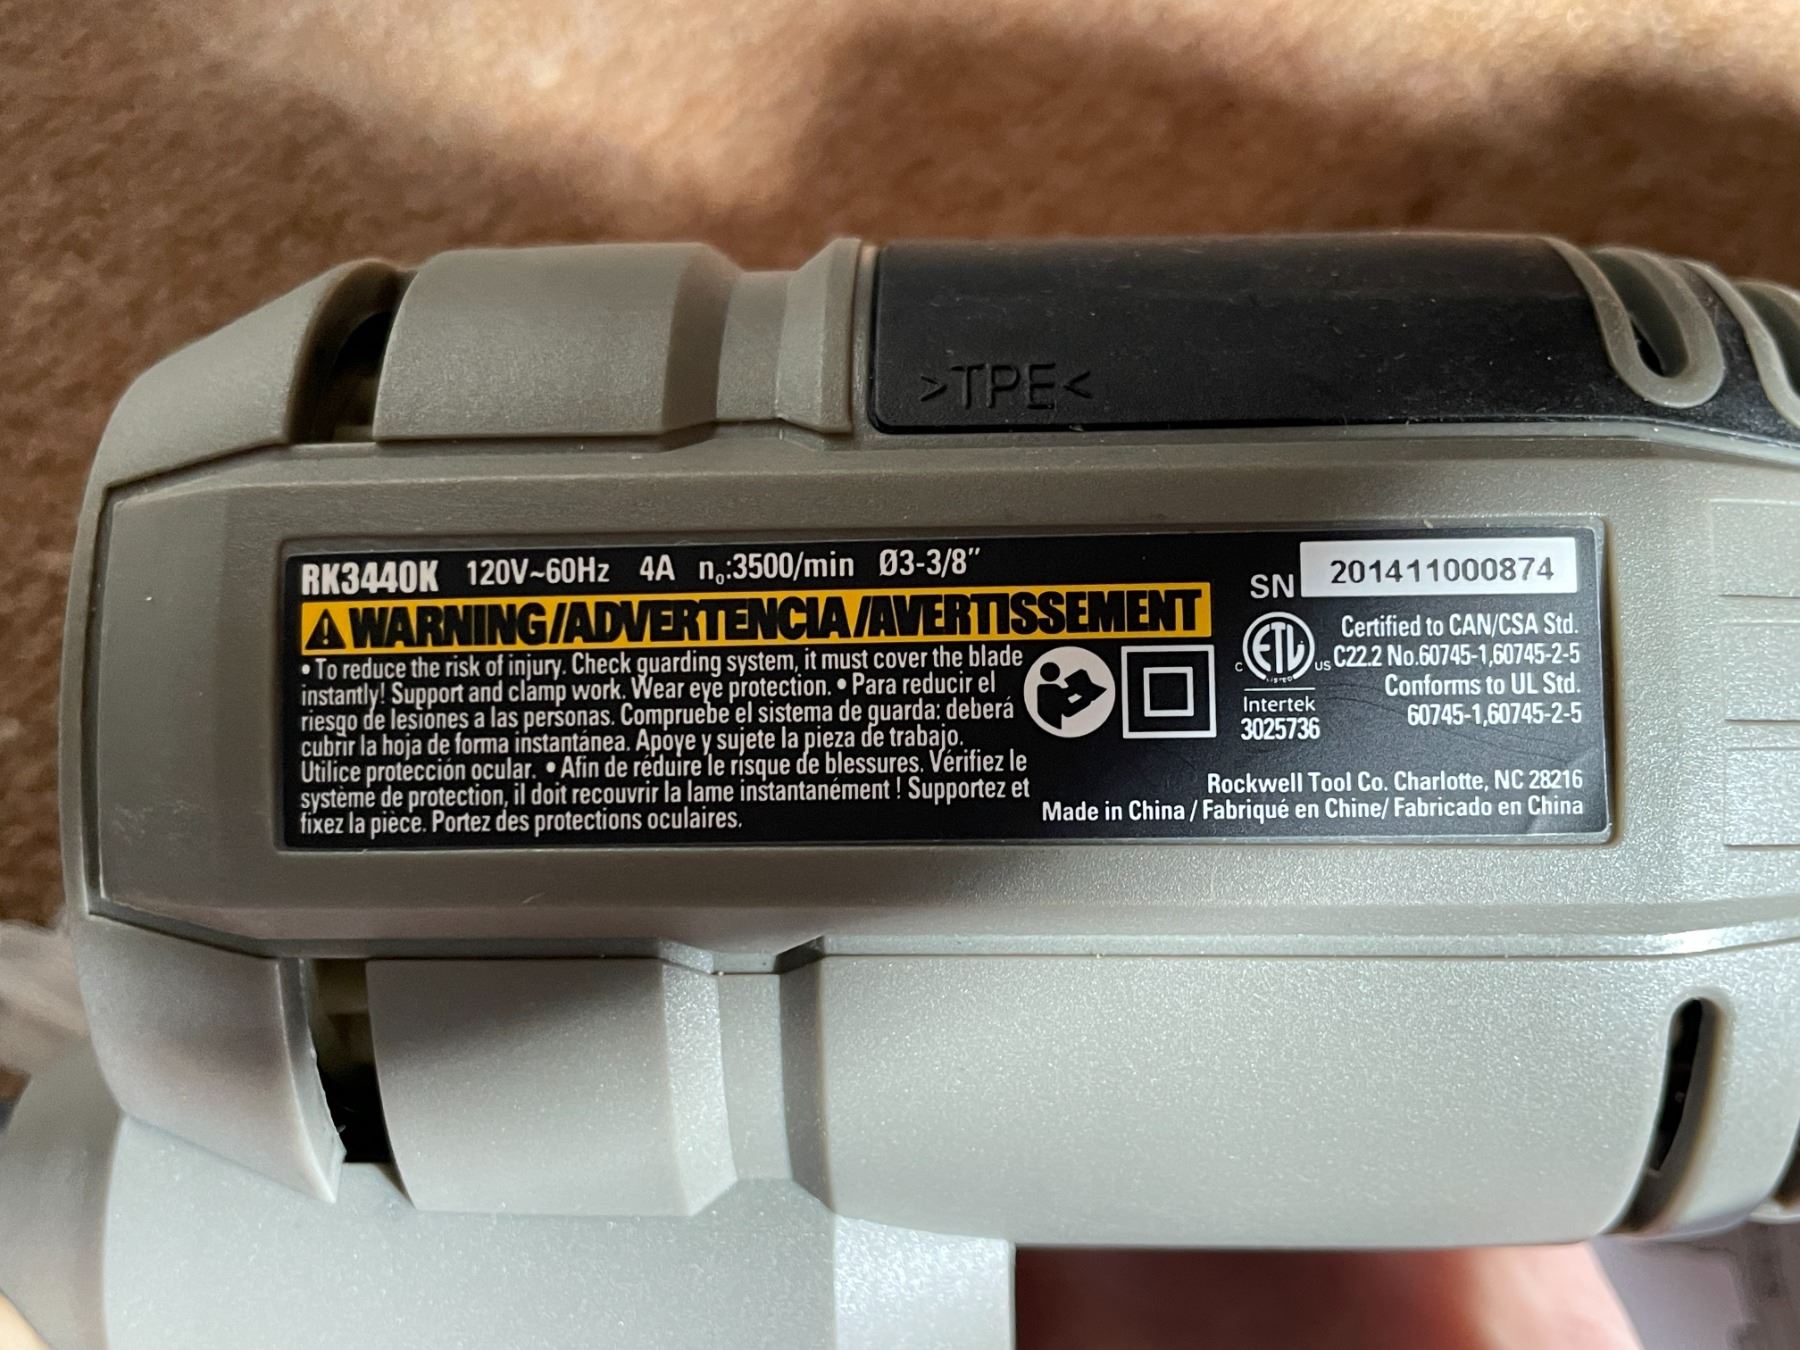 >TPE<
RK3440K 120V~60Hz 4A n₀:3500/min Ø3-3/8"
WARNING/ADVERTENCIA/AVERTISSEMENT
• To reduce the risk of injury. Check guarding system, it must cover the blade
instantly! Support and clamp work. Wear eye protection. • Para reducir el
riesgo de lesiones a las personas. Compruebe el sistema de guarda: deberá
cubrir la hoja de forma instantánea. Apoye y sujete la pieza de trabajo.
Utilice protección ocular. • Afin de réduire le risque de blessures. Vérifiez le
système de protection, il doit recouvrir la lame instantanément ! Supportez et
fixez la pièce. Portez des protections oculaires.
SN 201411000874
C ETL US
LISTED
Intertek
3025736
Certified to CAN/CSA Std.
C22.2 No.60745-1,60745-2-5
Conforms to UL Std.
60745-1,60745-2-5
Rockwell Tool Co. Charlotte, NC 28216
Made in China / Fabriqué en Chine/ Fabricado en China